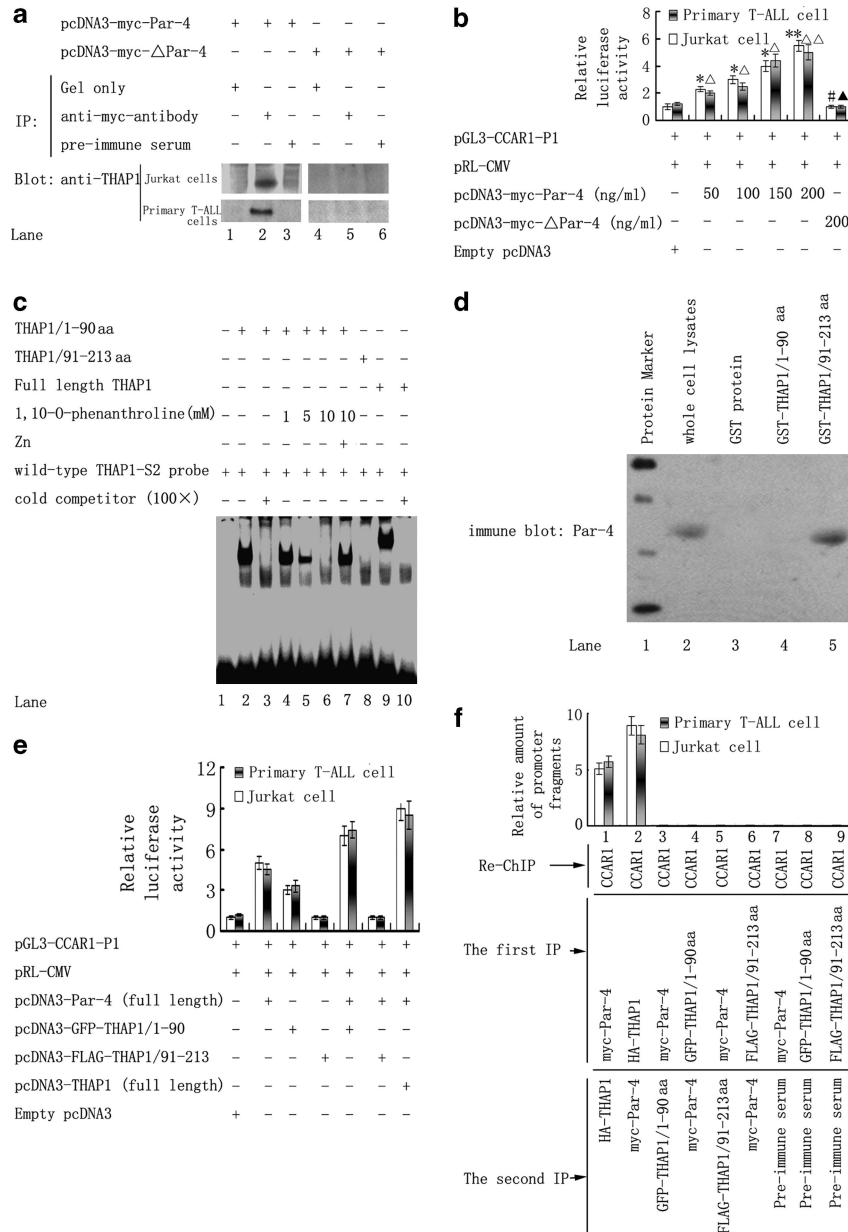 a
pcDNA3-myc-Par-4 + + +
pcDNA3-myc-△Par-4 + + +
IP:
Gel only + +
anti-myc-antibody + +
pre-immune serum + +
Blot: anti-THAP1
Jurkat cells
Primary T-ALL
cells
Lane 1 2 3 4 5 6
b
Relative
luciferase
activity
8
6
4
2
0
Primary T-ALL cell
Jurkat cell
*△ *△ *△ **△△ #▲
pGL3-CCAR1-P1 + + + + + +
pRL-CMV + + + + + +
pcDNA3-myc-Par-4 (ng/ml) − 50 100 150 200 −
pcDNA3-myc-△Par-4 (ng/ml) − − − − − 200
Empty pcDNA3 + − − − − −
c
THAP1/1-90aa − + + + + + + − − −
THAP1/91-213aa − − − − − − − + − −
Full length THAP1 − − − − − − − − + +
1,10-O-phenanthroline(mM) − − − 1 5 10 10 − − −
Zn − − − − − − + − − −
wild-type THAP1-S2 probe + + + + + + + + + +
cold competitor (100×) − − + − − − − − − +
Lane 1 2 3 4 5 6 7 8 9 10
d
Protein Marker
whole cell lysates
GST protein
GST-THAP1/1-90 aa
GST-THAP1/91-213 aa
immune blot: Par-4
Lane 1 2 3 4 5
e
Relative
luciferase
activity
12
9
6
3
0
Primary T-ALL cell
Jurkat cell
pGL3-CCAR1-P1 + + + + + + +
pRL-CMV + + + + + + +
pcDNA3-Par-4 (full length) − + − − + + +
pcDNA3-GFP-THAP1/1-90 − − + − + − −
pcDNA3-FLAG-THAP1/91-213 − − − + − + −
pcDNA3-THAP1 (full length) − − − − − − +
Empty pcDNA3 + − − − − − −
f
Relative amount
of promoter
fragments
10
5
0
Primary T-ALL cell
Jurkat cell
1 2 3 4 5 6 7 8 9
Re-ChIP
CCAR1 CCAR1 CCAR1 CCAR1 CCAR1 CCAR1 CCAR1 CCAR1 CCAR1
The first IP
myc-Par-4
HA-THAP1
myc-Par-4
GFP-THAP1/1-90aa
myc-Par-4
FLAG-THAP1/91-213aa
myc-Par-4
GFP-THAP1/1-90aa
FLAG-THAP1/91-213aa
The second IP
HA-THAP1
myc-Par-4
GFP-THAP1/1-90aa
myc-Par-4
FLAG-THAP1/91-213aa
myc-Par-4
Pre-immune serum
Pre-immune serum
Pre-immune serum